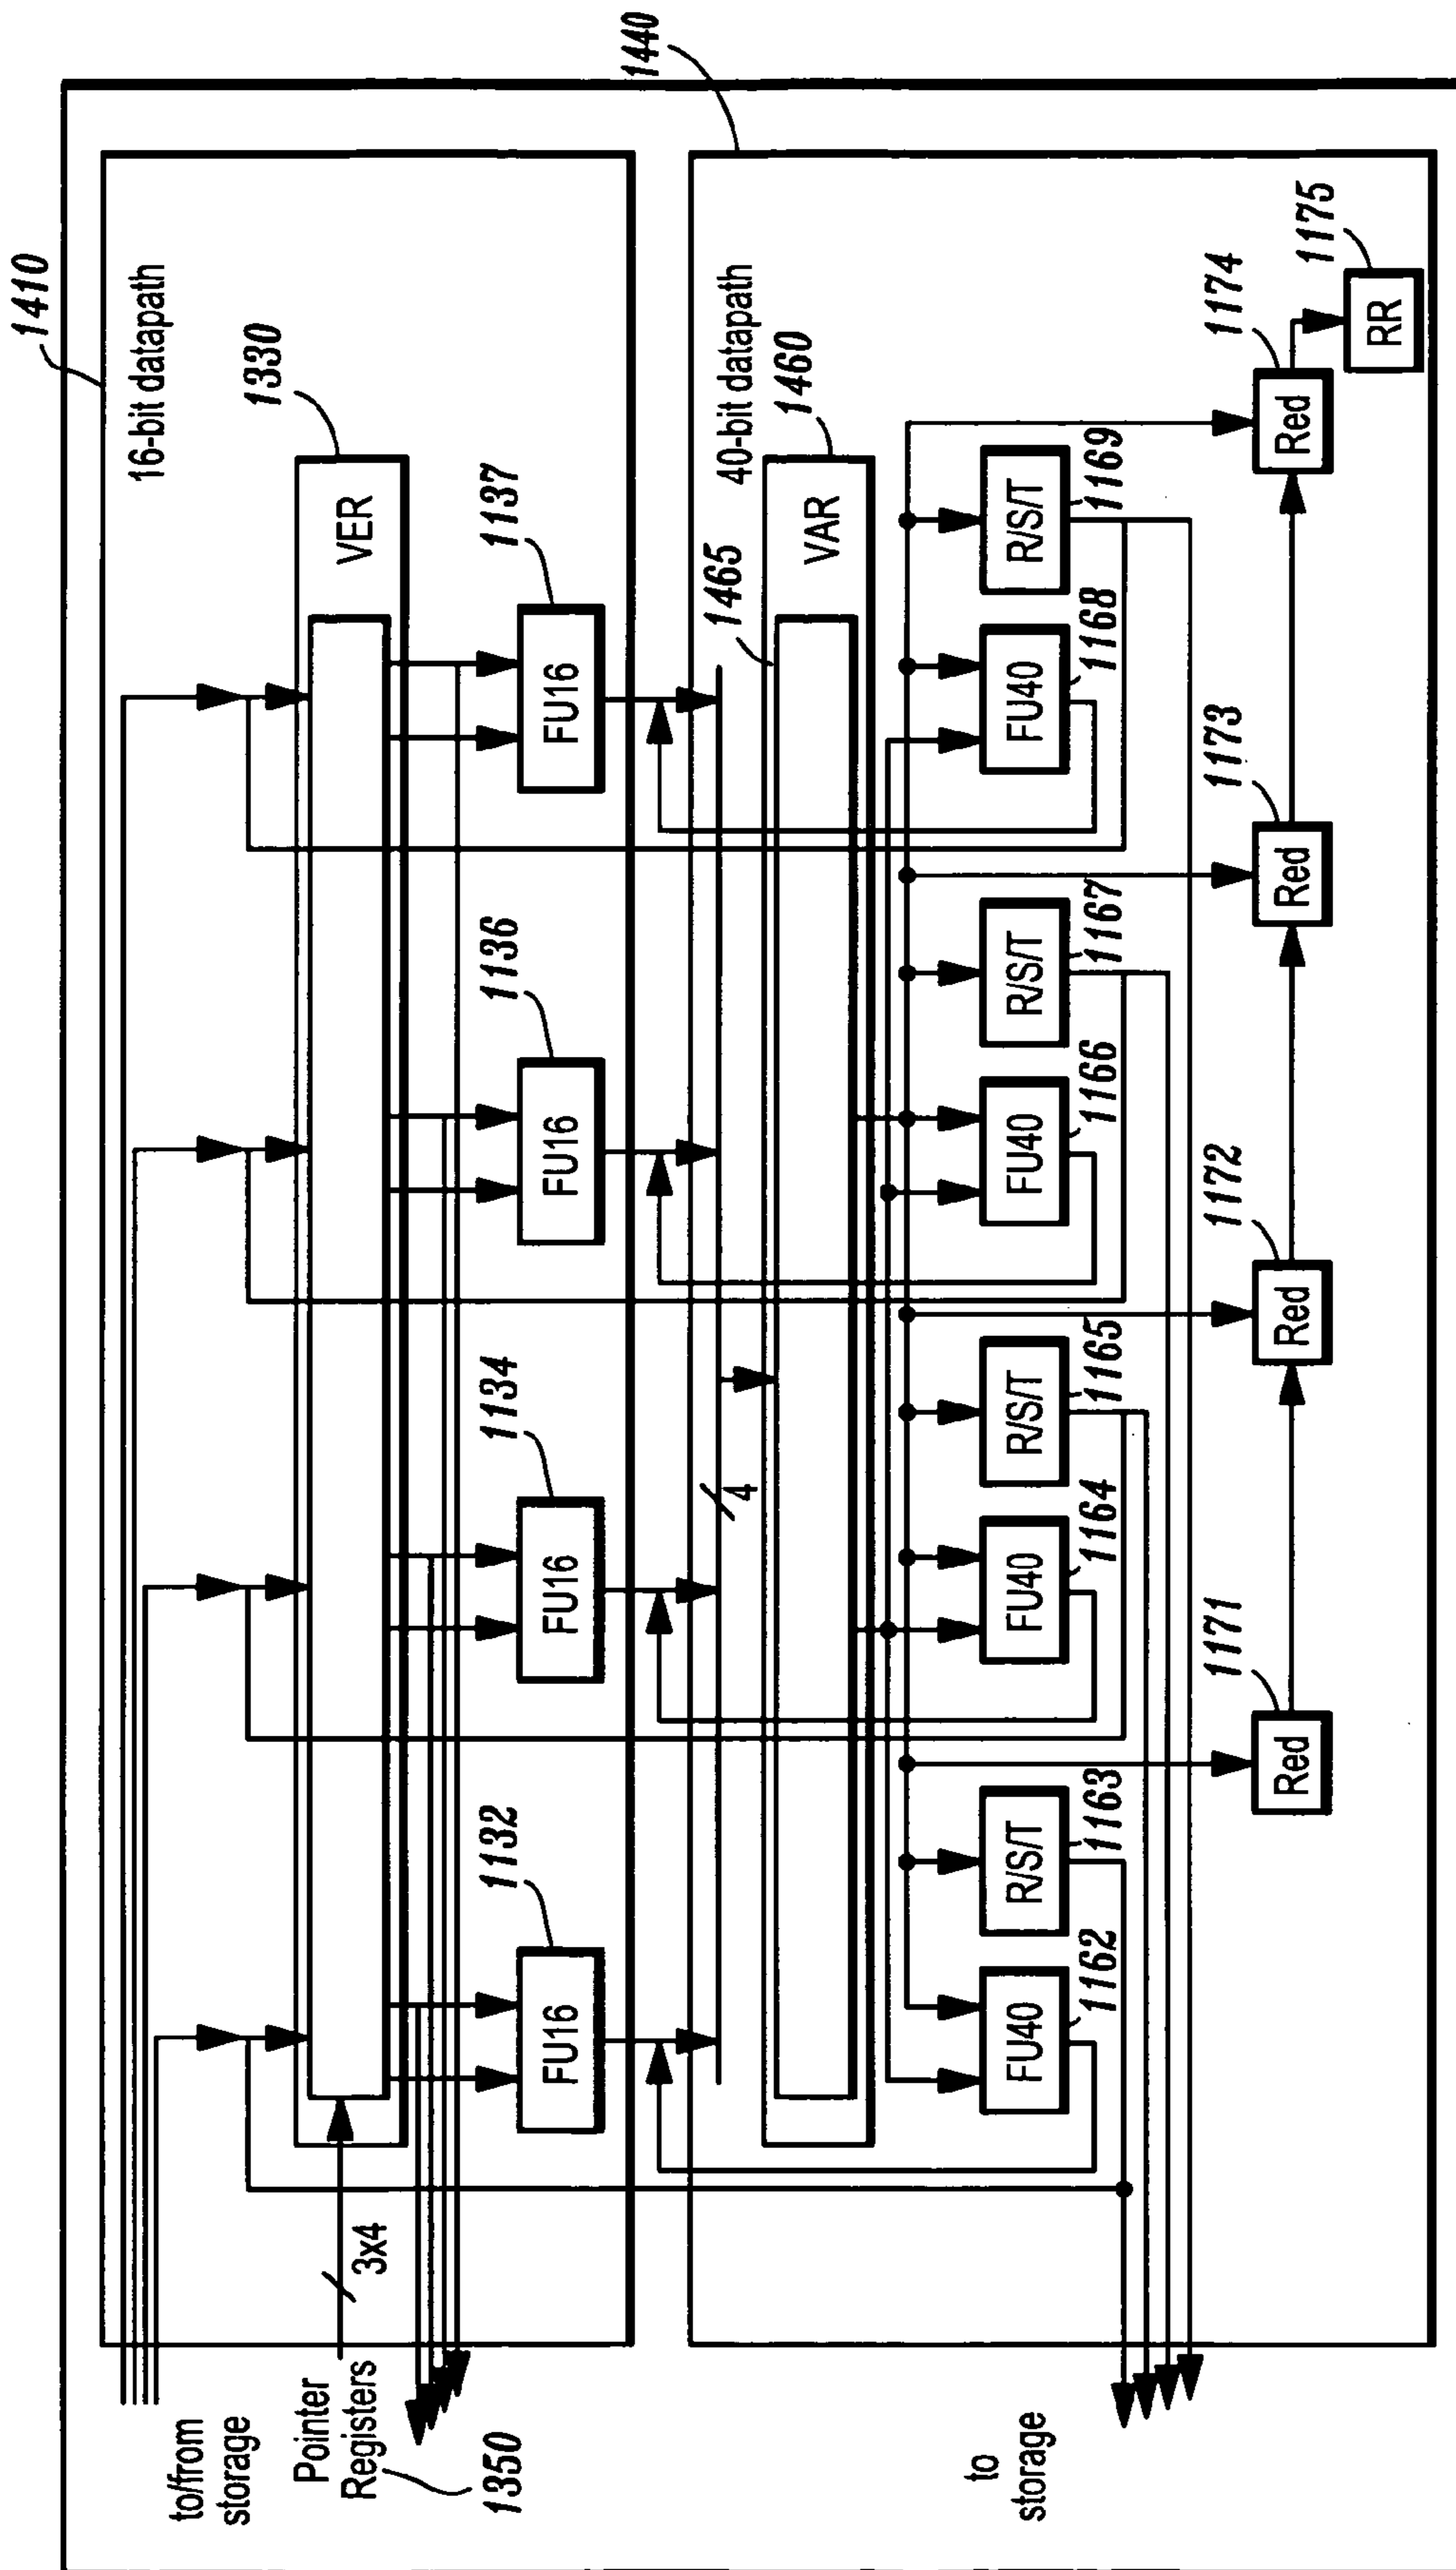 1410
16-bit datapath
to/from
storage
Pointer
Registers
1350
3x4
VER
1330
FU16
1132
FU16
1134
FU16
1136
FU16
1137
1440
40-bit datapath
4
1465
VAR
1460
FU40
1162
R/S/T
1163
FU40
1164
R/S/T
1165
FU40
1166
R/S/T
1167
FU40
1168
R/S/T
1169
to
storage
Red
1171
Red
1172
Red
1173
Red
1174
RR
1175